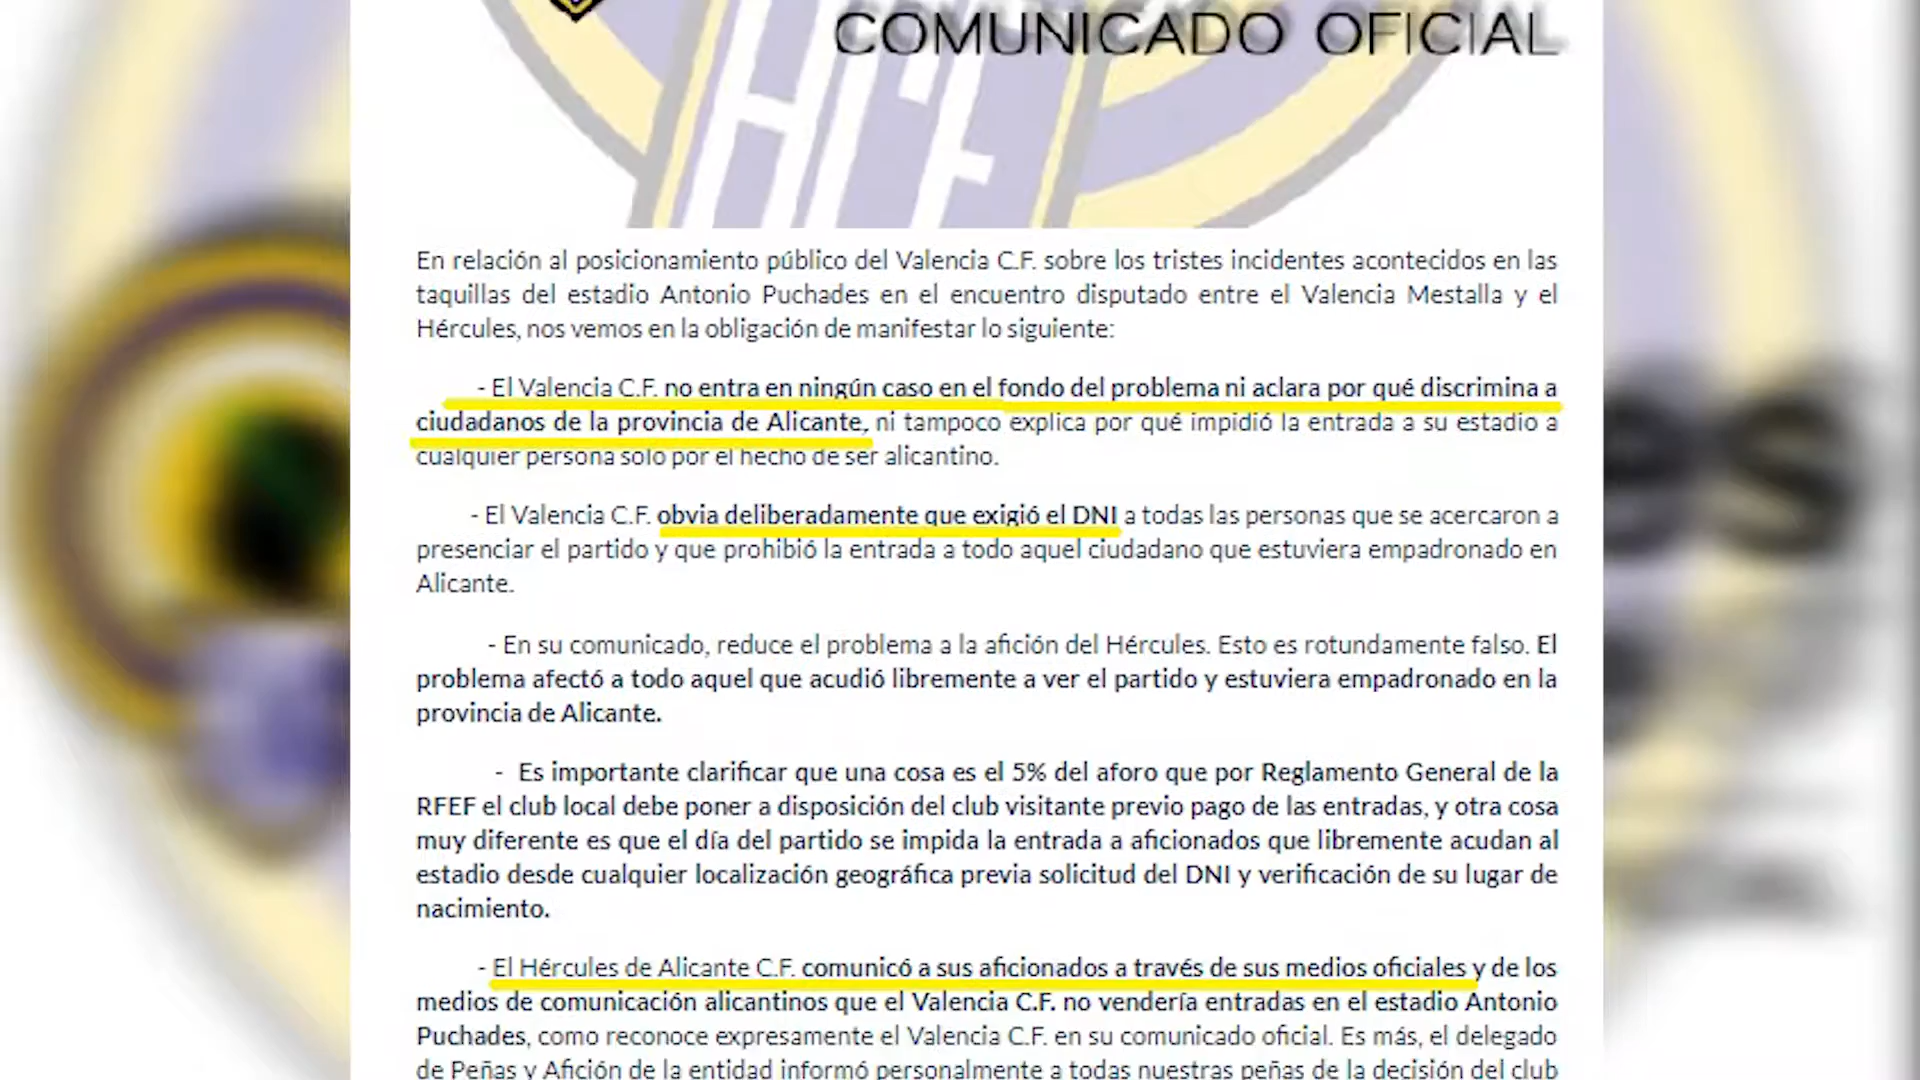 COMUNICADO OFICIAL
HCF
En relación al posicionamiento público del Valencia C.F. sobre los tristes incidentes acontecidos en las
taquillas del estadio Antonio Puchades en el encuentro disputado entre el Valencia Mestalla y el
Hércules, nos vemos en la obligación de manifestar lo siguiente:
- El Valencia C.F. no entra en ningún caso en el fondo del problema ni aclara por qué discrimina a
ciudadanos de la provincia de Alicante, ni tampoco explica por qué impidió la entrada a su estadio a
cualquier persona solo por el hecho de ser alicantino.
- El Valencia C.F. obvia deliberadamente que exigió el DNI a todas las personas que se acercaron a
presenciar el partido y que prohibió la entrada a todo aquel ciudadano que estuviera empadronado en
Alicante.
- En su comunicado, reduce el problema a la afición del Hércules. Esto es rotundamente falso. El
problema afectó a todo aquel que acudió libremente a ver el partido y estuviera empadronado en la
provincia de Alicante.
- Es importante clarificar que una cosa es el 5% del aforo que por Reglamento General de la
RFEF el club local debe poner a disposición del club visitante previo pago de las entradas, y otra cosa
muy diferente es que el día del partido se impida la entrada a aficionados que libremente acudan al
estadio desde cualquier localización geográfica previa solicitud del DNI y verificación de su lugar de
nacimiento.
- El Hércules de Alicante C.F. comunicó a sus aficionados a través de sus medios oficiales y de los
medios de comunicación alicantinos que el Valencia C.F. no vendería entradas en el estadio Antonio
Puchades, como reconoce expresamente el Valencia C.F. en su comunicado oficial. Es más, el delegado
de Peñas y Afición de la entidad informó personalmente a todas nuestras peñas de la decisión del club